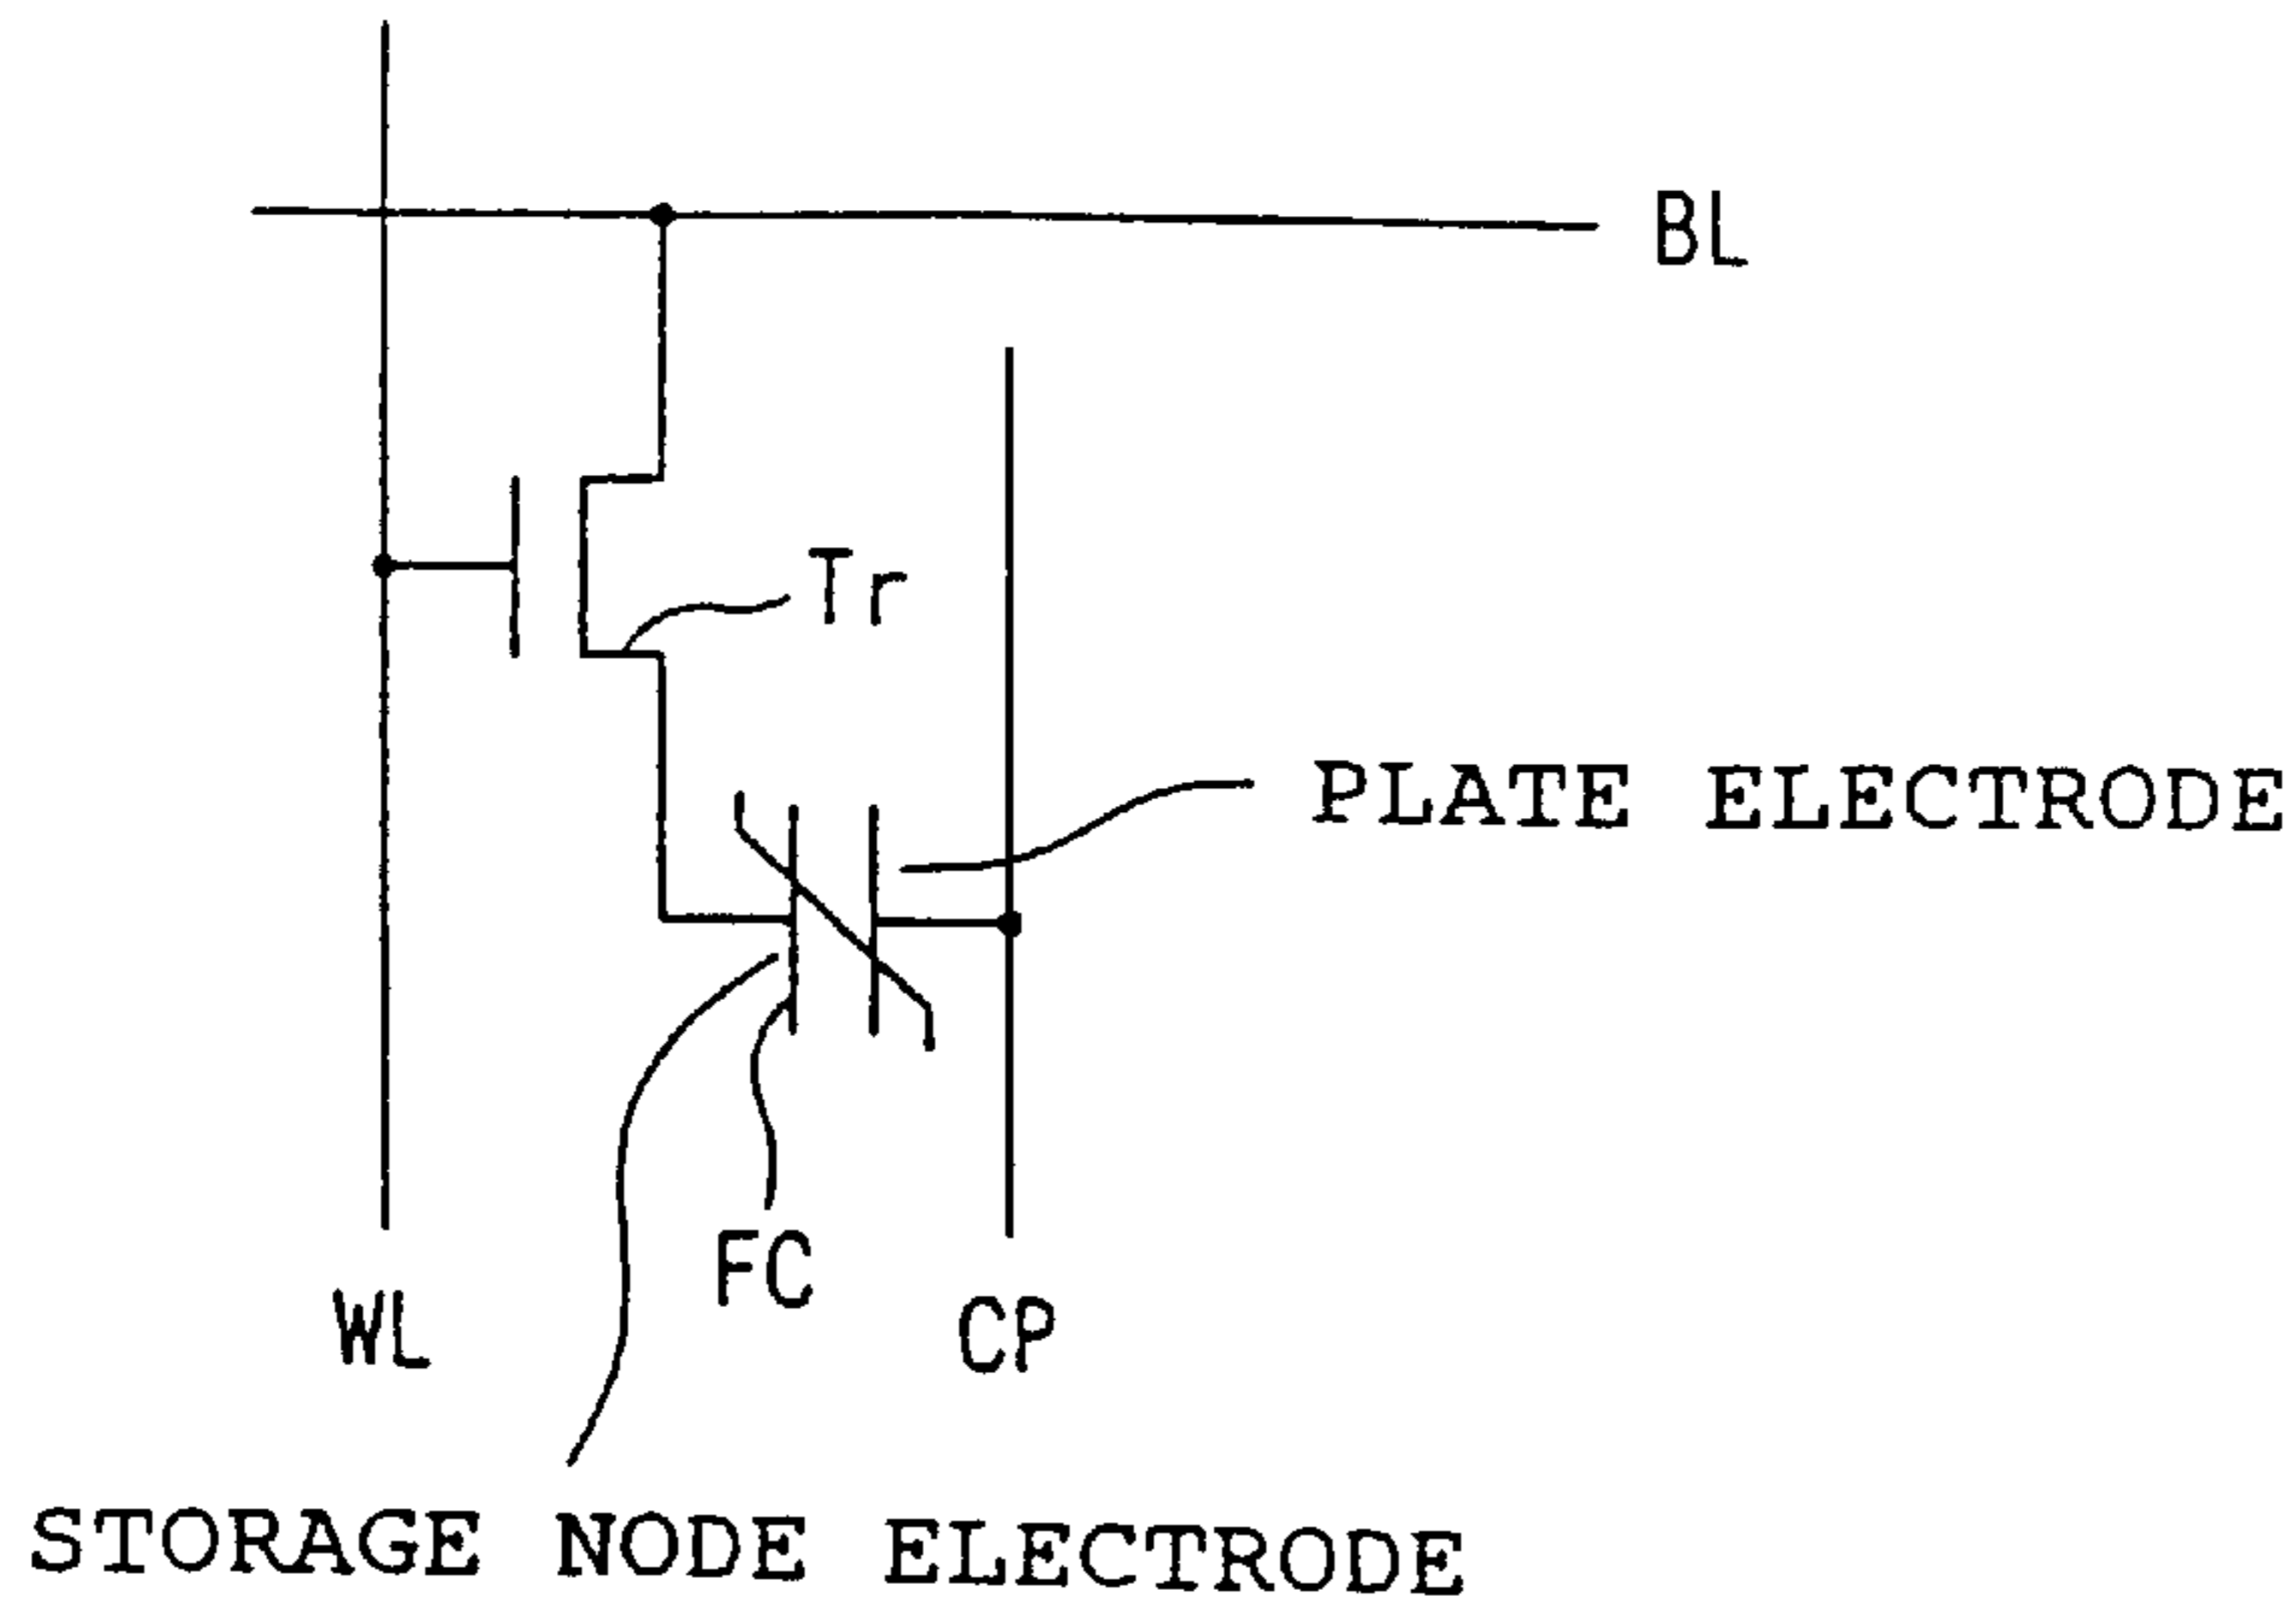 BL
Tr
PLATE ELECTRODE
FC
WL
CP
STORAGE NODE ELECTRODE